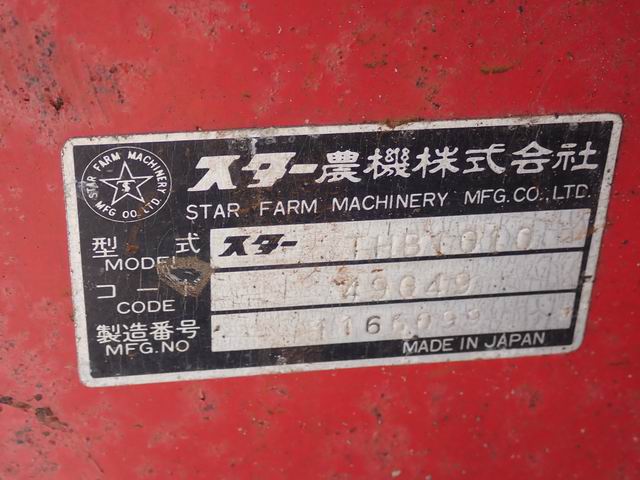 STAR FARM MACHINERY MFG CO. LTD.
スター農機株式会社
STAR FARM MACHINERY MFG.CO.,LTD.
型式 スター
MODEL
コード 49049
CODE
製造番号
MFG.NO
MADE IN JAPAN